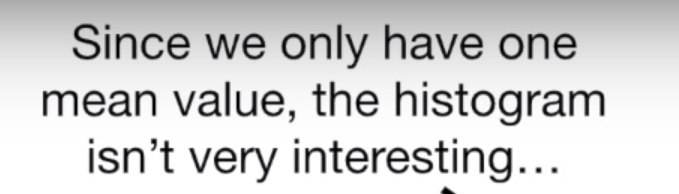 Since we only have one
mean value, the histogram
isn't very interesting…